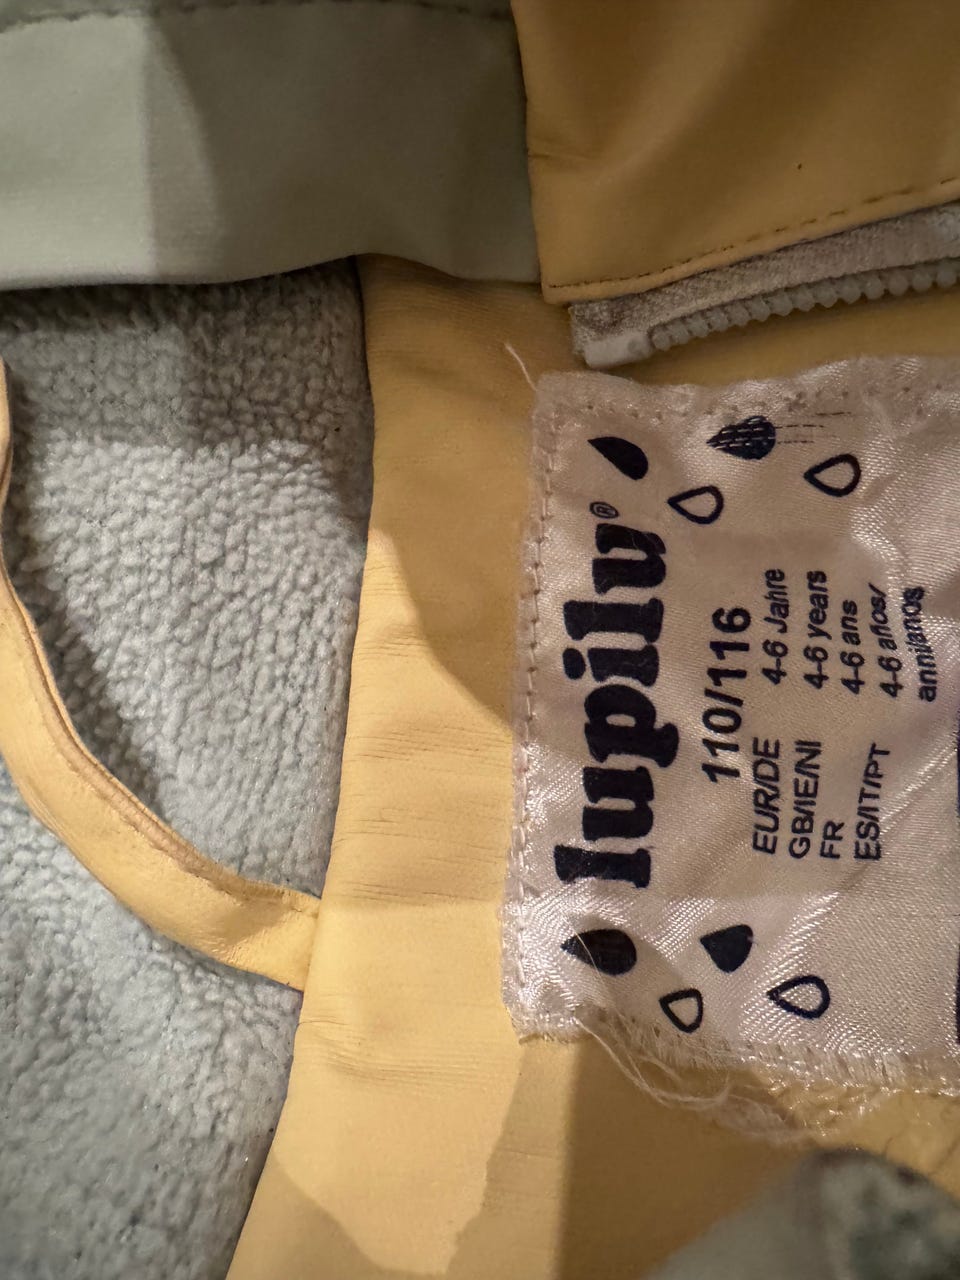 lupilu®
110/116
EUR/DE 4-6 Jahre
GB/IE/NI 4-6 years
FR 4-6 ans
ES/IT/PT 4-6 años/
anni/anos